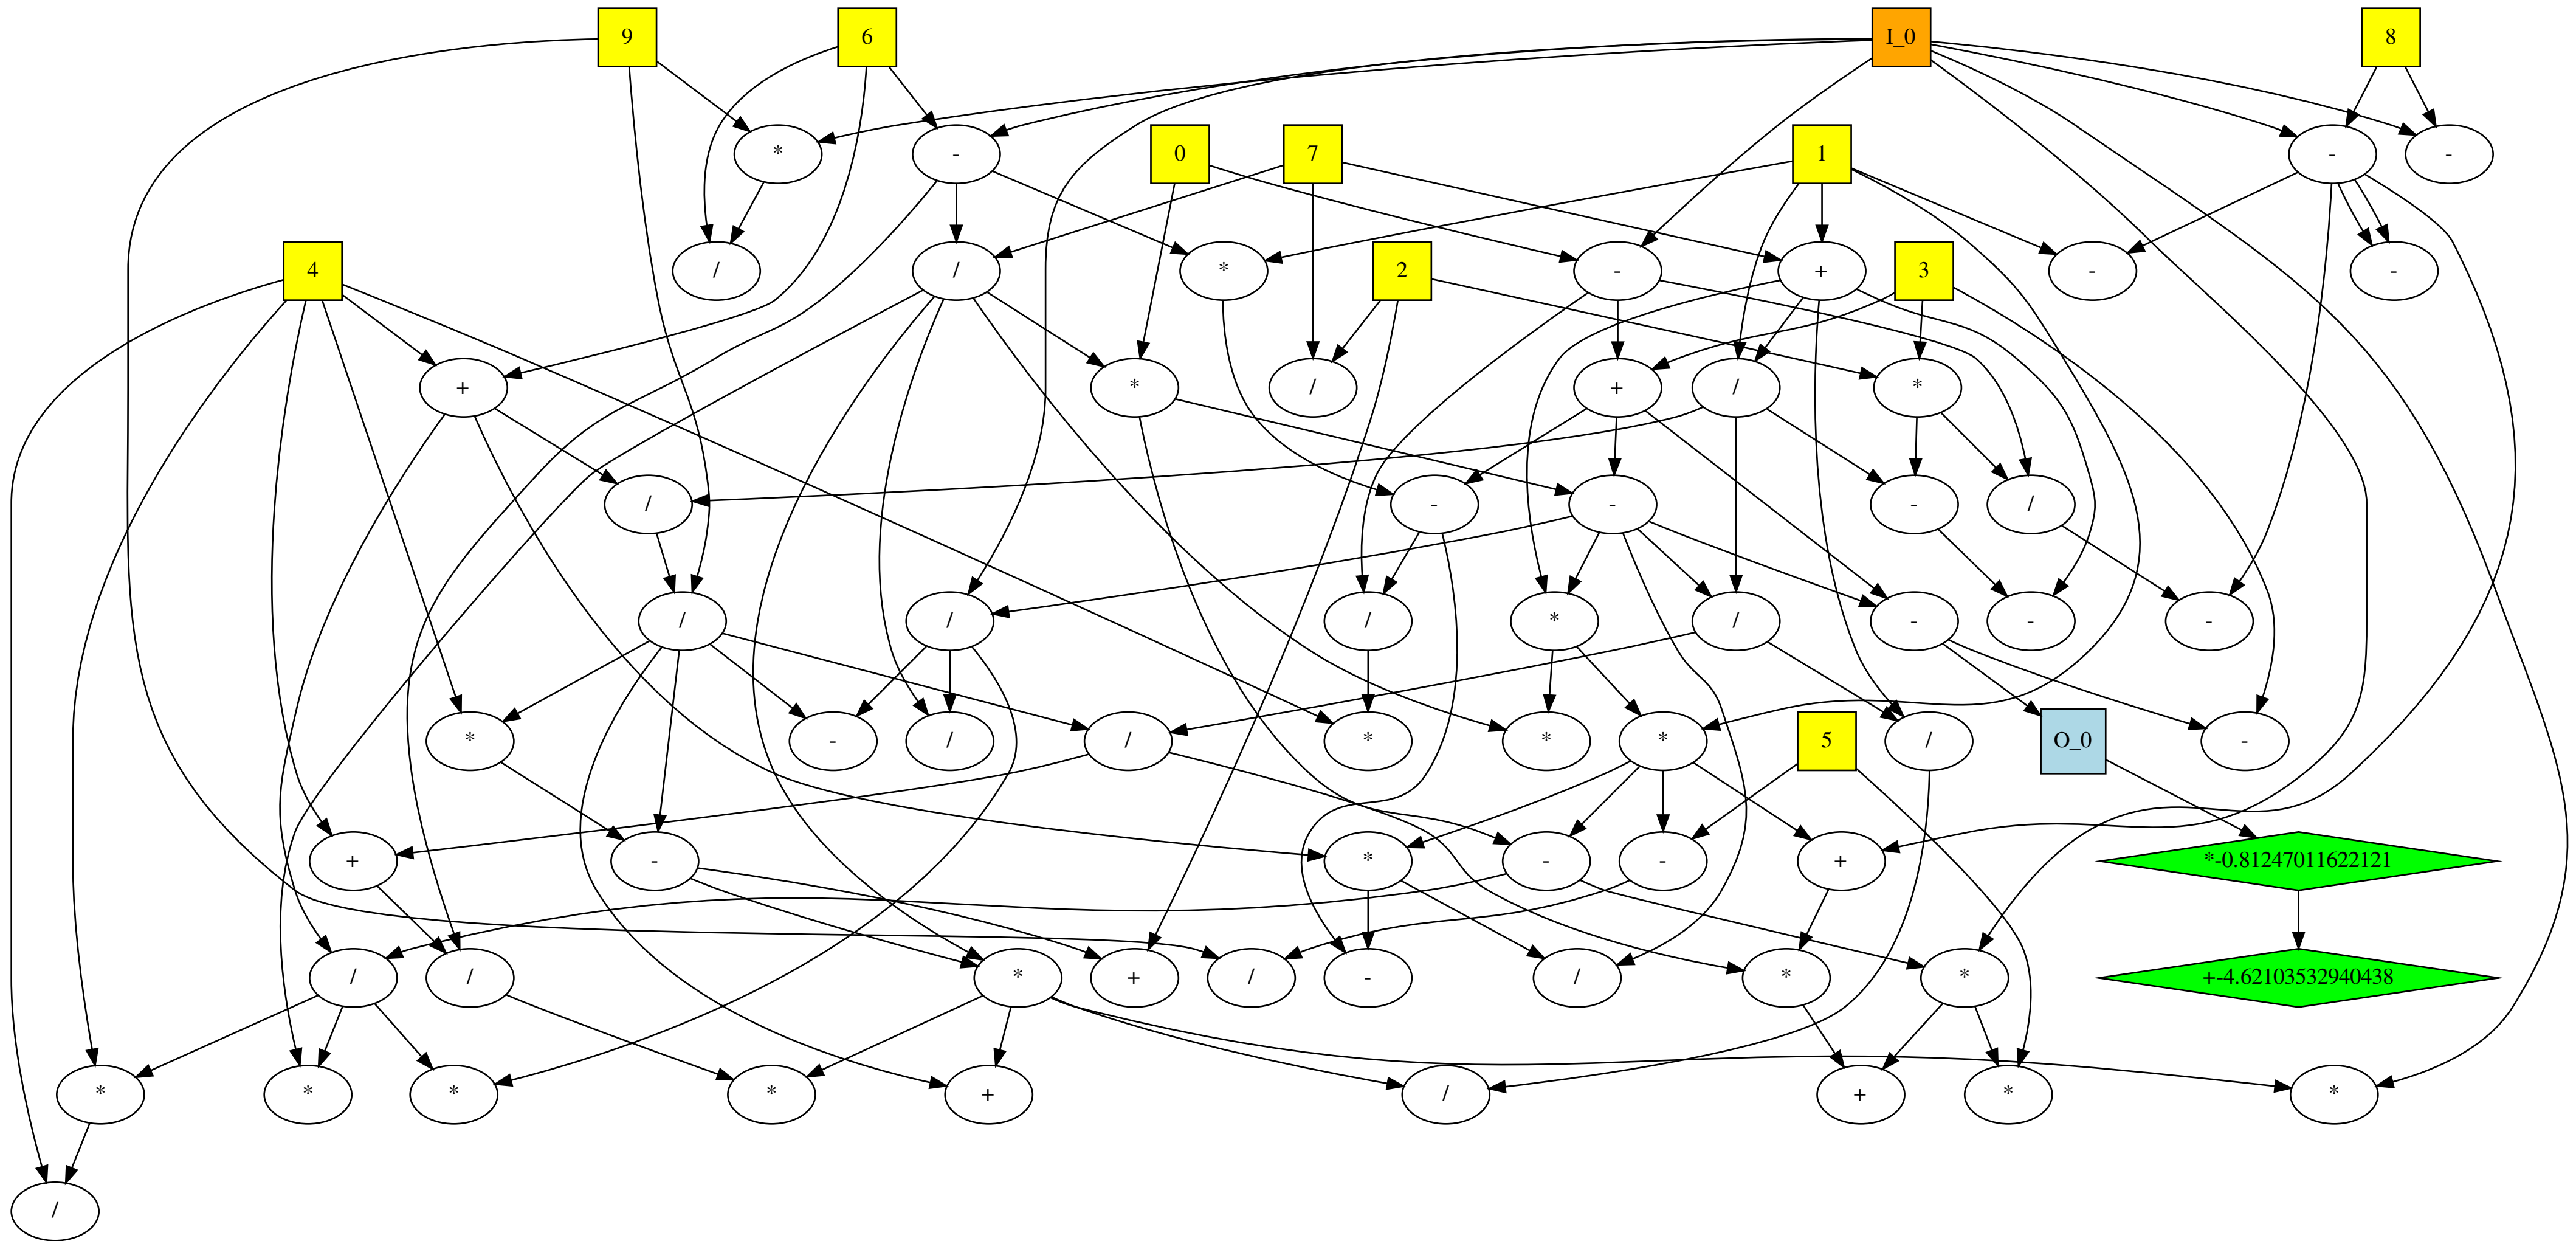 9 6 I_0 8
* - 0 7 1 - -
4 / / * 2 - + 3 - -
+ * / + / *
/ - - - /
/ / / * / - - -
* - / / * * * 5 / O_0 -
+ - * - - + *-0.81247011622121
/ / * + / - / * * +-4.62103532940438
* * * * + / + * *
/